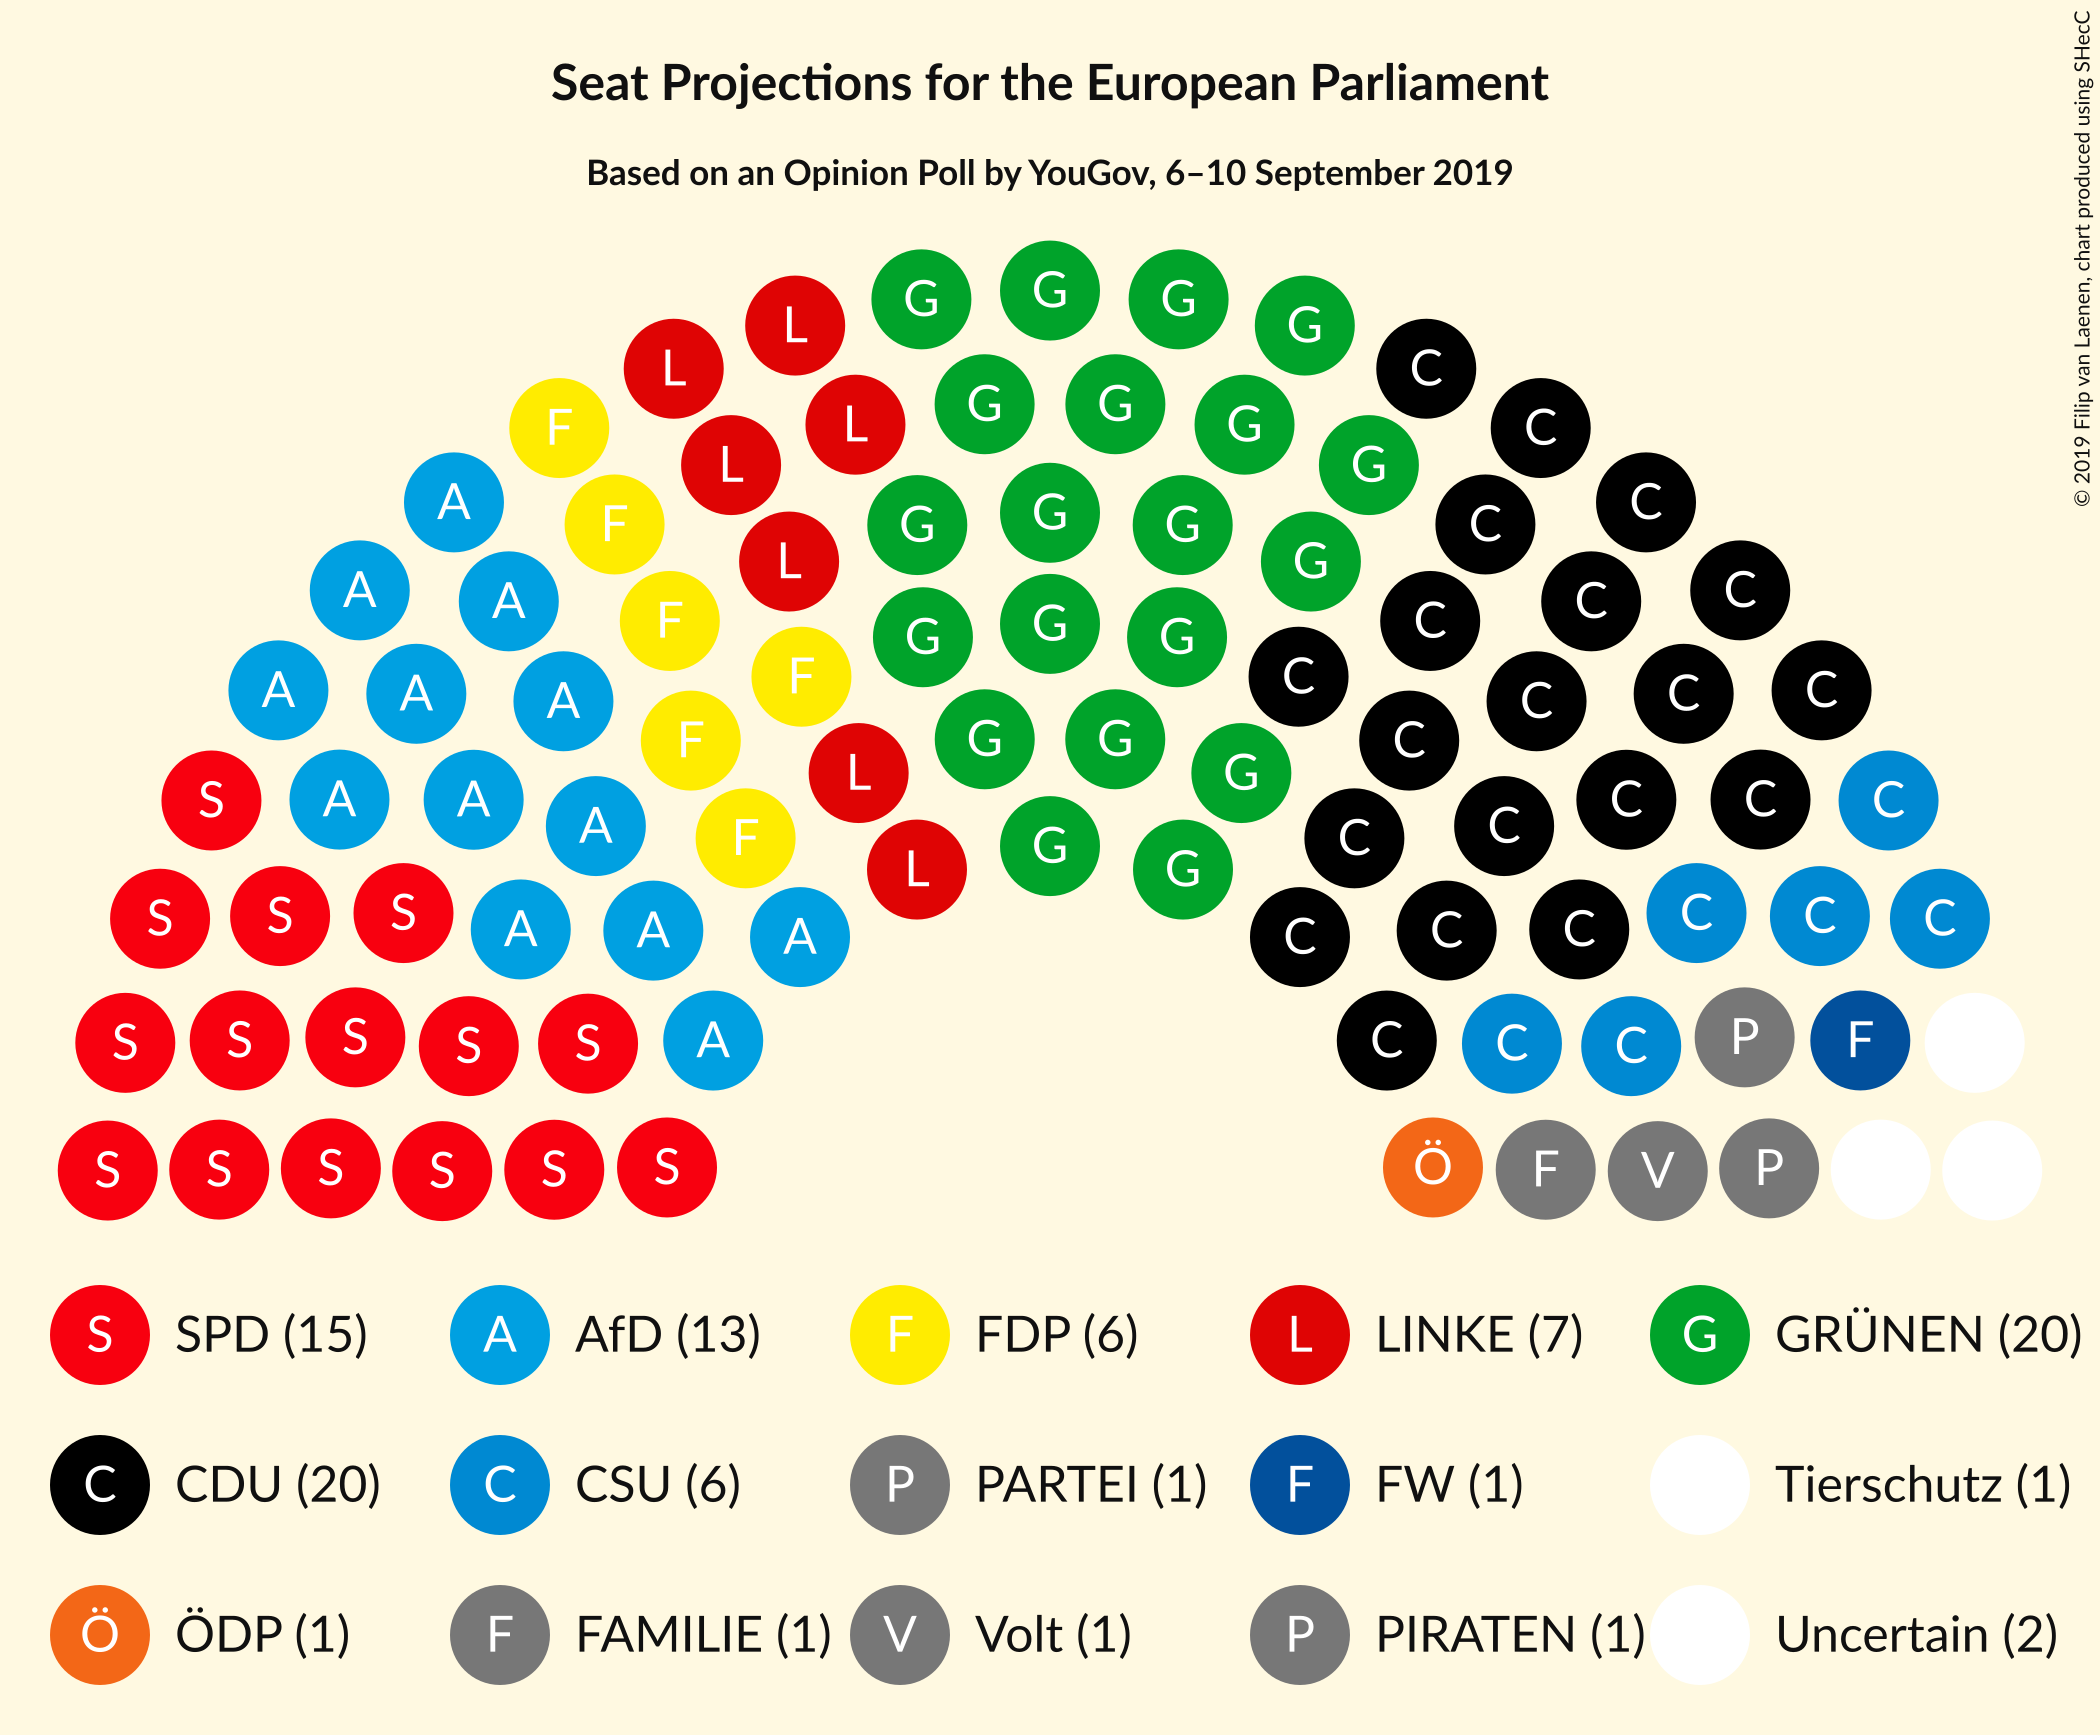 Seat Projections for the European Parliament
Based on an Opinion Poll by YouGov, 6–10 September 2019
© 2019 Filip van Laenen, chart produced using SHecC
G G G G
L L C
G G G
F L C
L G C
A G G G C
F L G C
A A F G G G C C
A A A F F C C C C C
F G G L G C
S A A A F G C C C C C
S S S A A A L G C C C C C C
S S S S S A C C C P F
S S S S S S Ö F V P
S SPD (15) A AfD (13) F FDP (6) L LINKE (7) G GRÜNEN (20)
C CDU (20) C CSU (6) P PARTEI (1) F FW (1) Tierschutz (1)
Ö ÖDP (1) F FAMILIE (1) V Volt (1) P PIRATEN (1) Uncertain (2)